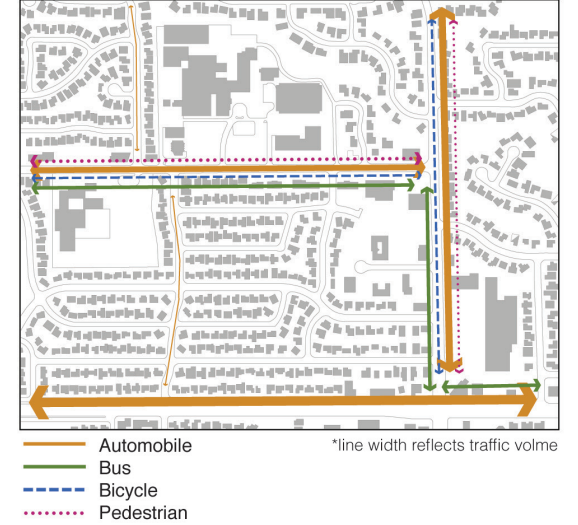 Automobile
*line width reflects traffic volme
Bus
Bicycle
Pedestrian